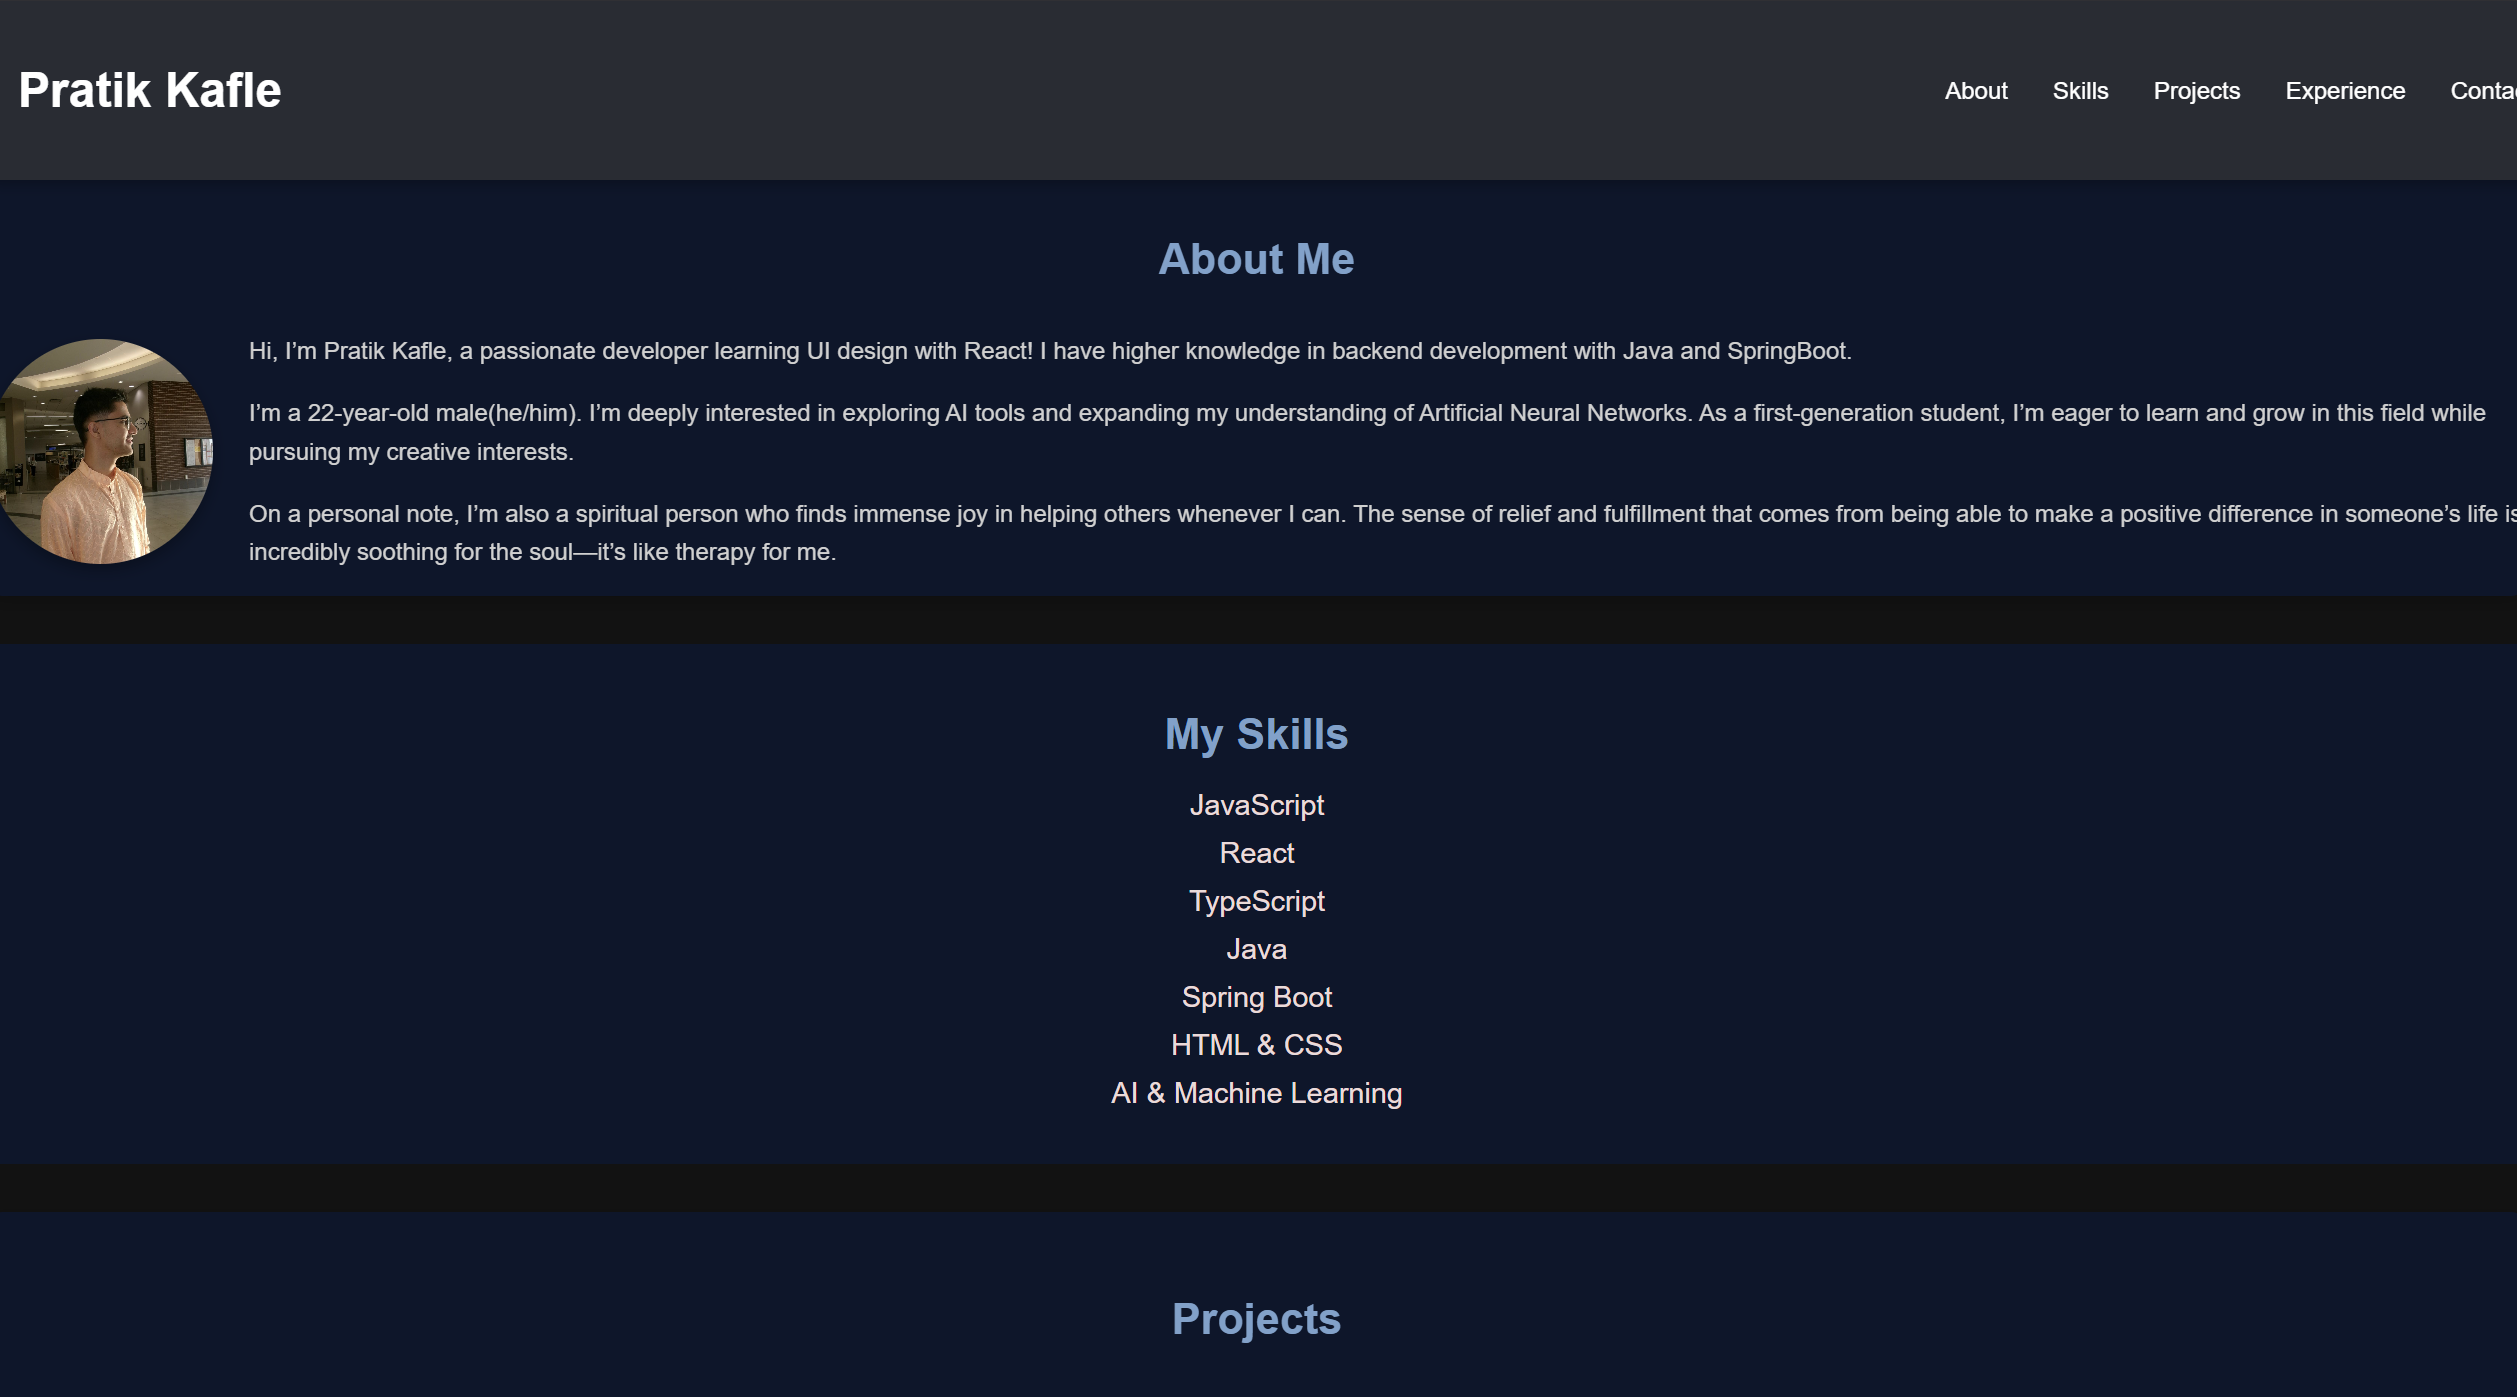 Pratik Kafle
About Skills Projects Experience Contac
About Me
Hi, I’m Pratik Kafle, a passionate developer learning UI design with React! I have higher knowledge in backend development with Java and SpringBoot.
I’m a 22-year-old male(he/him). I’m deeply interested in exploring AI tools and expanding my understanding of Artificial Neural Networks. As a first-generation student, I’m eager to learn and grow in this field while
pursuing my creative interests.
On a personal note, I’m also a spiritual person who finds immense joy in helping others whenever I can. The sense of relief and fulfillment that comes from being able to make a positive difference in someone’s life is
incredibly soothing for the soul—it’s like therapy for me.
My Skills
JavaScript
React
TypeScript
Java
Spring Boot
HTML & CSS
AI & Machine Learning
Projects